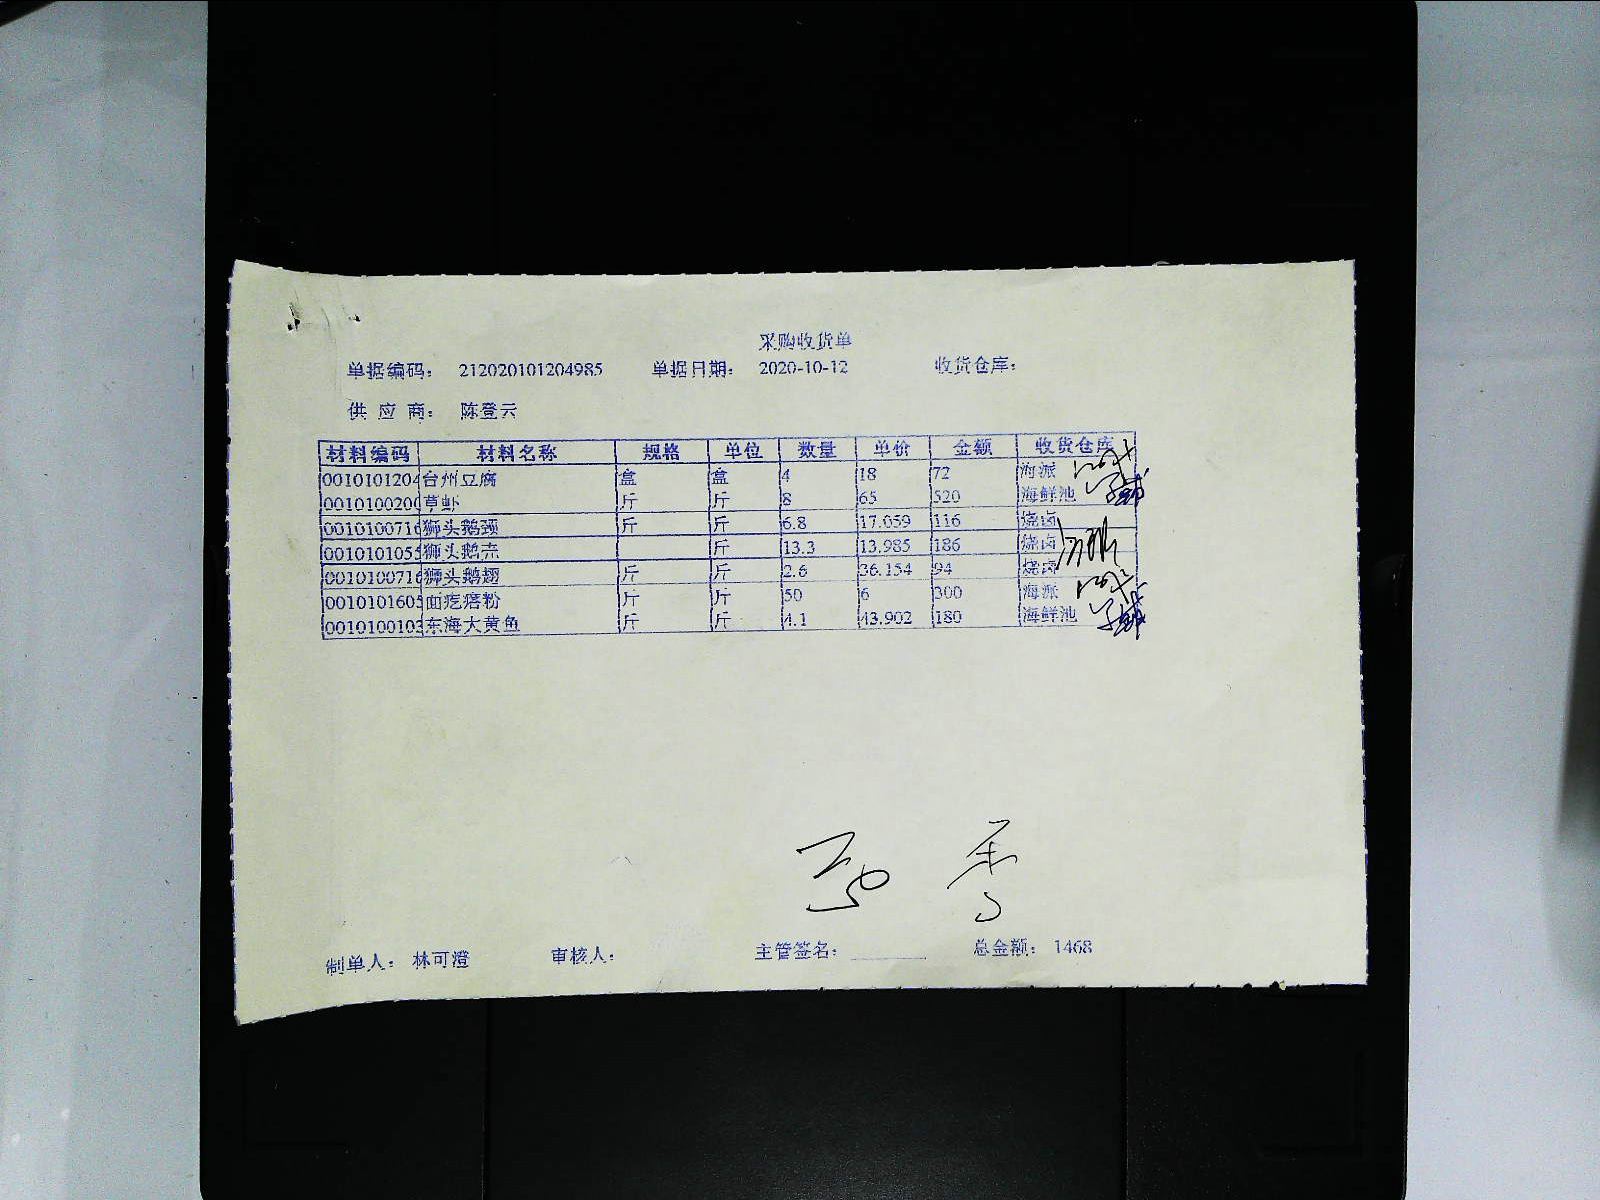 采购收货单
单据编码： 212020101204985 单据日期： 2020-10-12 收货仓库：
供 应 商： 陈登云
材料编码 材料名称 规格 单位 数量 单价 金额 收货仓库
0010101204 台州豆腐 盒 盒 4 18 72 海派
0010100200 草虾 斤 斤 8 65 520 海鲜池
0010100716 狮头鹅颈 斤 斤 6.8 17.059 116 烧卤
0010101055 狮头鹅壳 斤 13.3 13.985 186 烧卤
0010100716 狮头鹅翅 斤 斤 2.6 36.154 94 烧卤
0010101605 面疙瘩粉 斤 斤 50 6 300 海派
0010100103 东海大黄鱼 斤 斤 4.1 43.902 180 海鲜池
制单人： 林可澄 审核人： 主管签名： 总金额： 1468